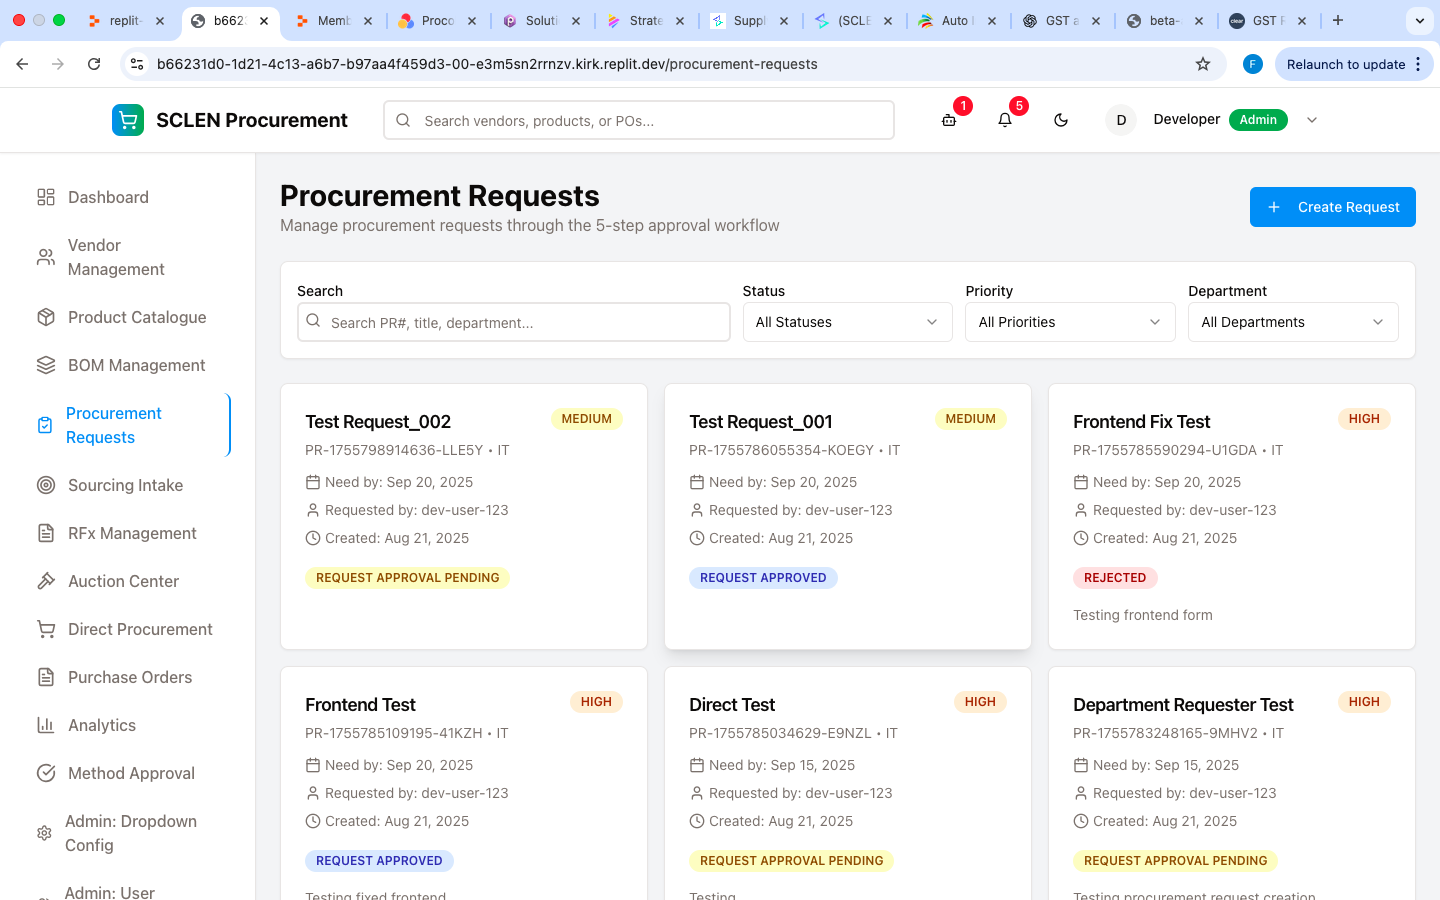 replit-
b662
Memb
Proco
Soluti
Strate
Suppl
(SCLE
Auto
GST a
beta-
clear
GST F
b66231d0-1d21-4c13-a6b7-b97aa4f459d3-00-e3m5sn2rrnzv.kirk.replit.dev/procurement-requests
F
Relaunch to update
SCLEN Procurement
Search vendors, products, or POs...
1
5
D
Developer
Admin
Dashboard
Vendor
Management
Product Catalogue
BOM Management
Procurement
Requests
Sourcing Intake
RFx Management
Auction Center
Direct Procurement
Purchase Orders
Analytics
Method Approval
Admin: Dropdown
Config
Admin: User
Procurement Requests
Manage procurement requests through the 5-step approval workflow
Create Request
Search
Search PR#, title, department...
Status
All Statuses
Priority
All Priorities
Department
All Departments
Test Request_002
MEDIUM
PR-1755798914636-LLE5Y • IT
Need by: Sep 20, 2025
Requested by: dev-user-123
Created: Aug 21, 2025
REQUEST APPROVAL PENDING
Test Request_001
MEDIUM
PR-1755786055354-KOEGY • IT
Need by: Sep 20, 2025
Requested by: dev-user-123
Created: Aug 21, 2025
REQUEST APPROVED
Frontend Fix Test
HIGH
PR-1755785590294-U1GDA • IT
Need by: Sep 20, 2025
Requested by: dev-user-123
Created: Aug 21, 2025
REJECTED
Testing frontend form
Frontend Test
HIGH
PR-1755785109195-41KZH • IT
Need by: Sep 20, 2025
Requested by: dev-user-123
Created: Aug 21, 2025
REQUEST APPROVED
Testing fixed frontend
Direct Test
HIGH
PR-1755785034629-E9NZL • IT
Need by: Sep 15, 2025
Requested by: dev-user-123
Created: Aug 21, 2025
REQUEST APPROVAL PENDING
Testing
Department Requester Test
HIGH
PR-1755783248165-9MHV2 • IT
Need by: Sep 15, 2025
Requested by: dev-user-123
Created: Aug 21, 2025
REQUEST APPROVAL PENDING
Testing procurement request creation